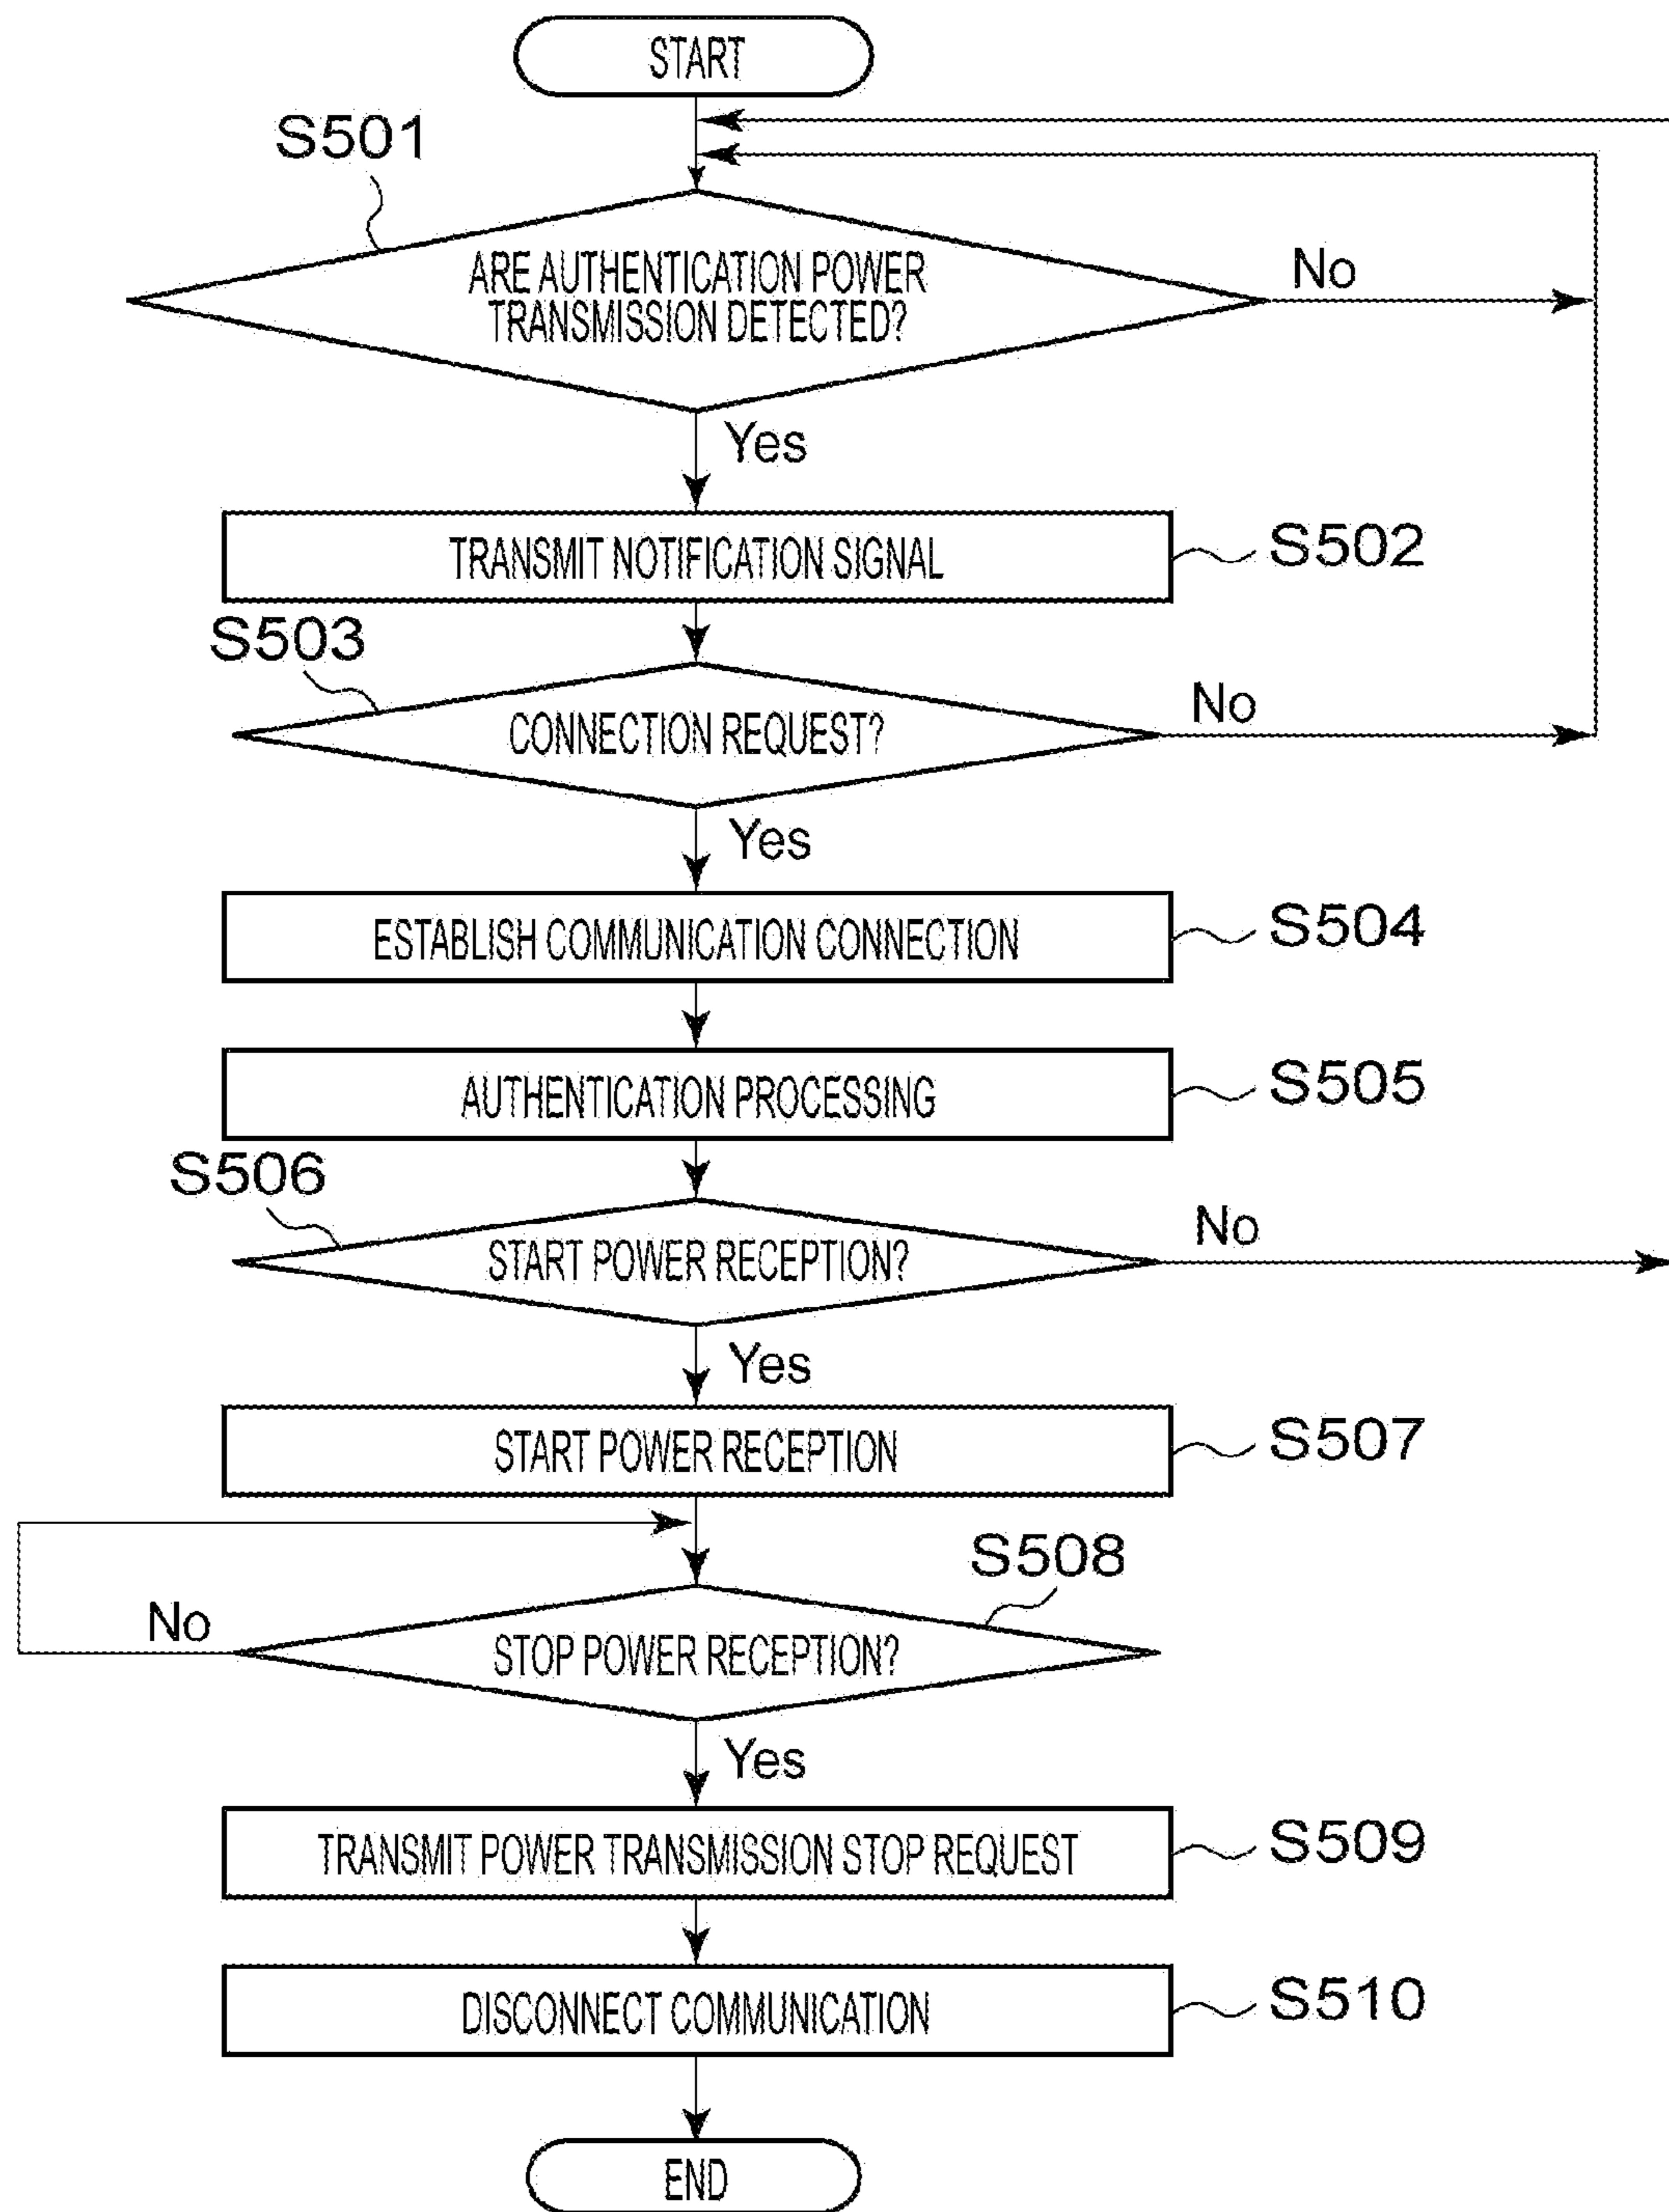 START
S501
ARE AUTHENTICATION POWER
TRANSMISSION DETECTED?
No
Yes
TRANSMIT NOTIFICATION SIGNAL
S502
S503
CONNECTION REQUEST?
No
Yes
ESTABLISH COMMUNICATION CONNECTION
S504
AUTHENTICATION PROCESSING
S505
S506
START POWER RECEPTION?
No
Yes
START POWER RECEPTION
S507
S508
No
STOP POWER RECEPTION?
Yes
TRANSMIT POWER TRANSMISSION STOP REQUEST
S509
DISCONNECT COMMUNICATION
S510
END